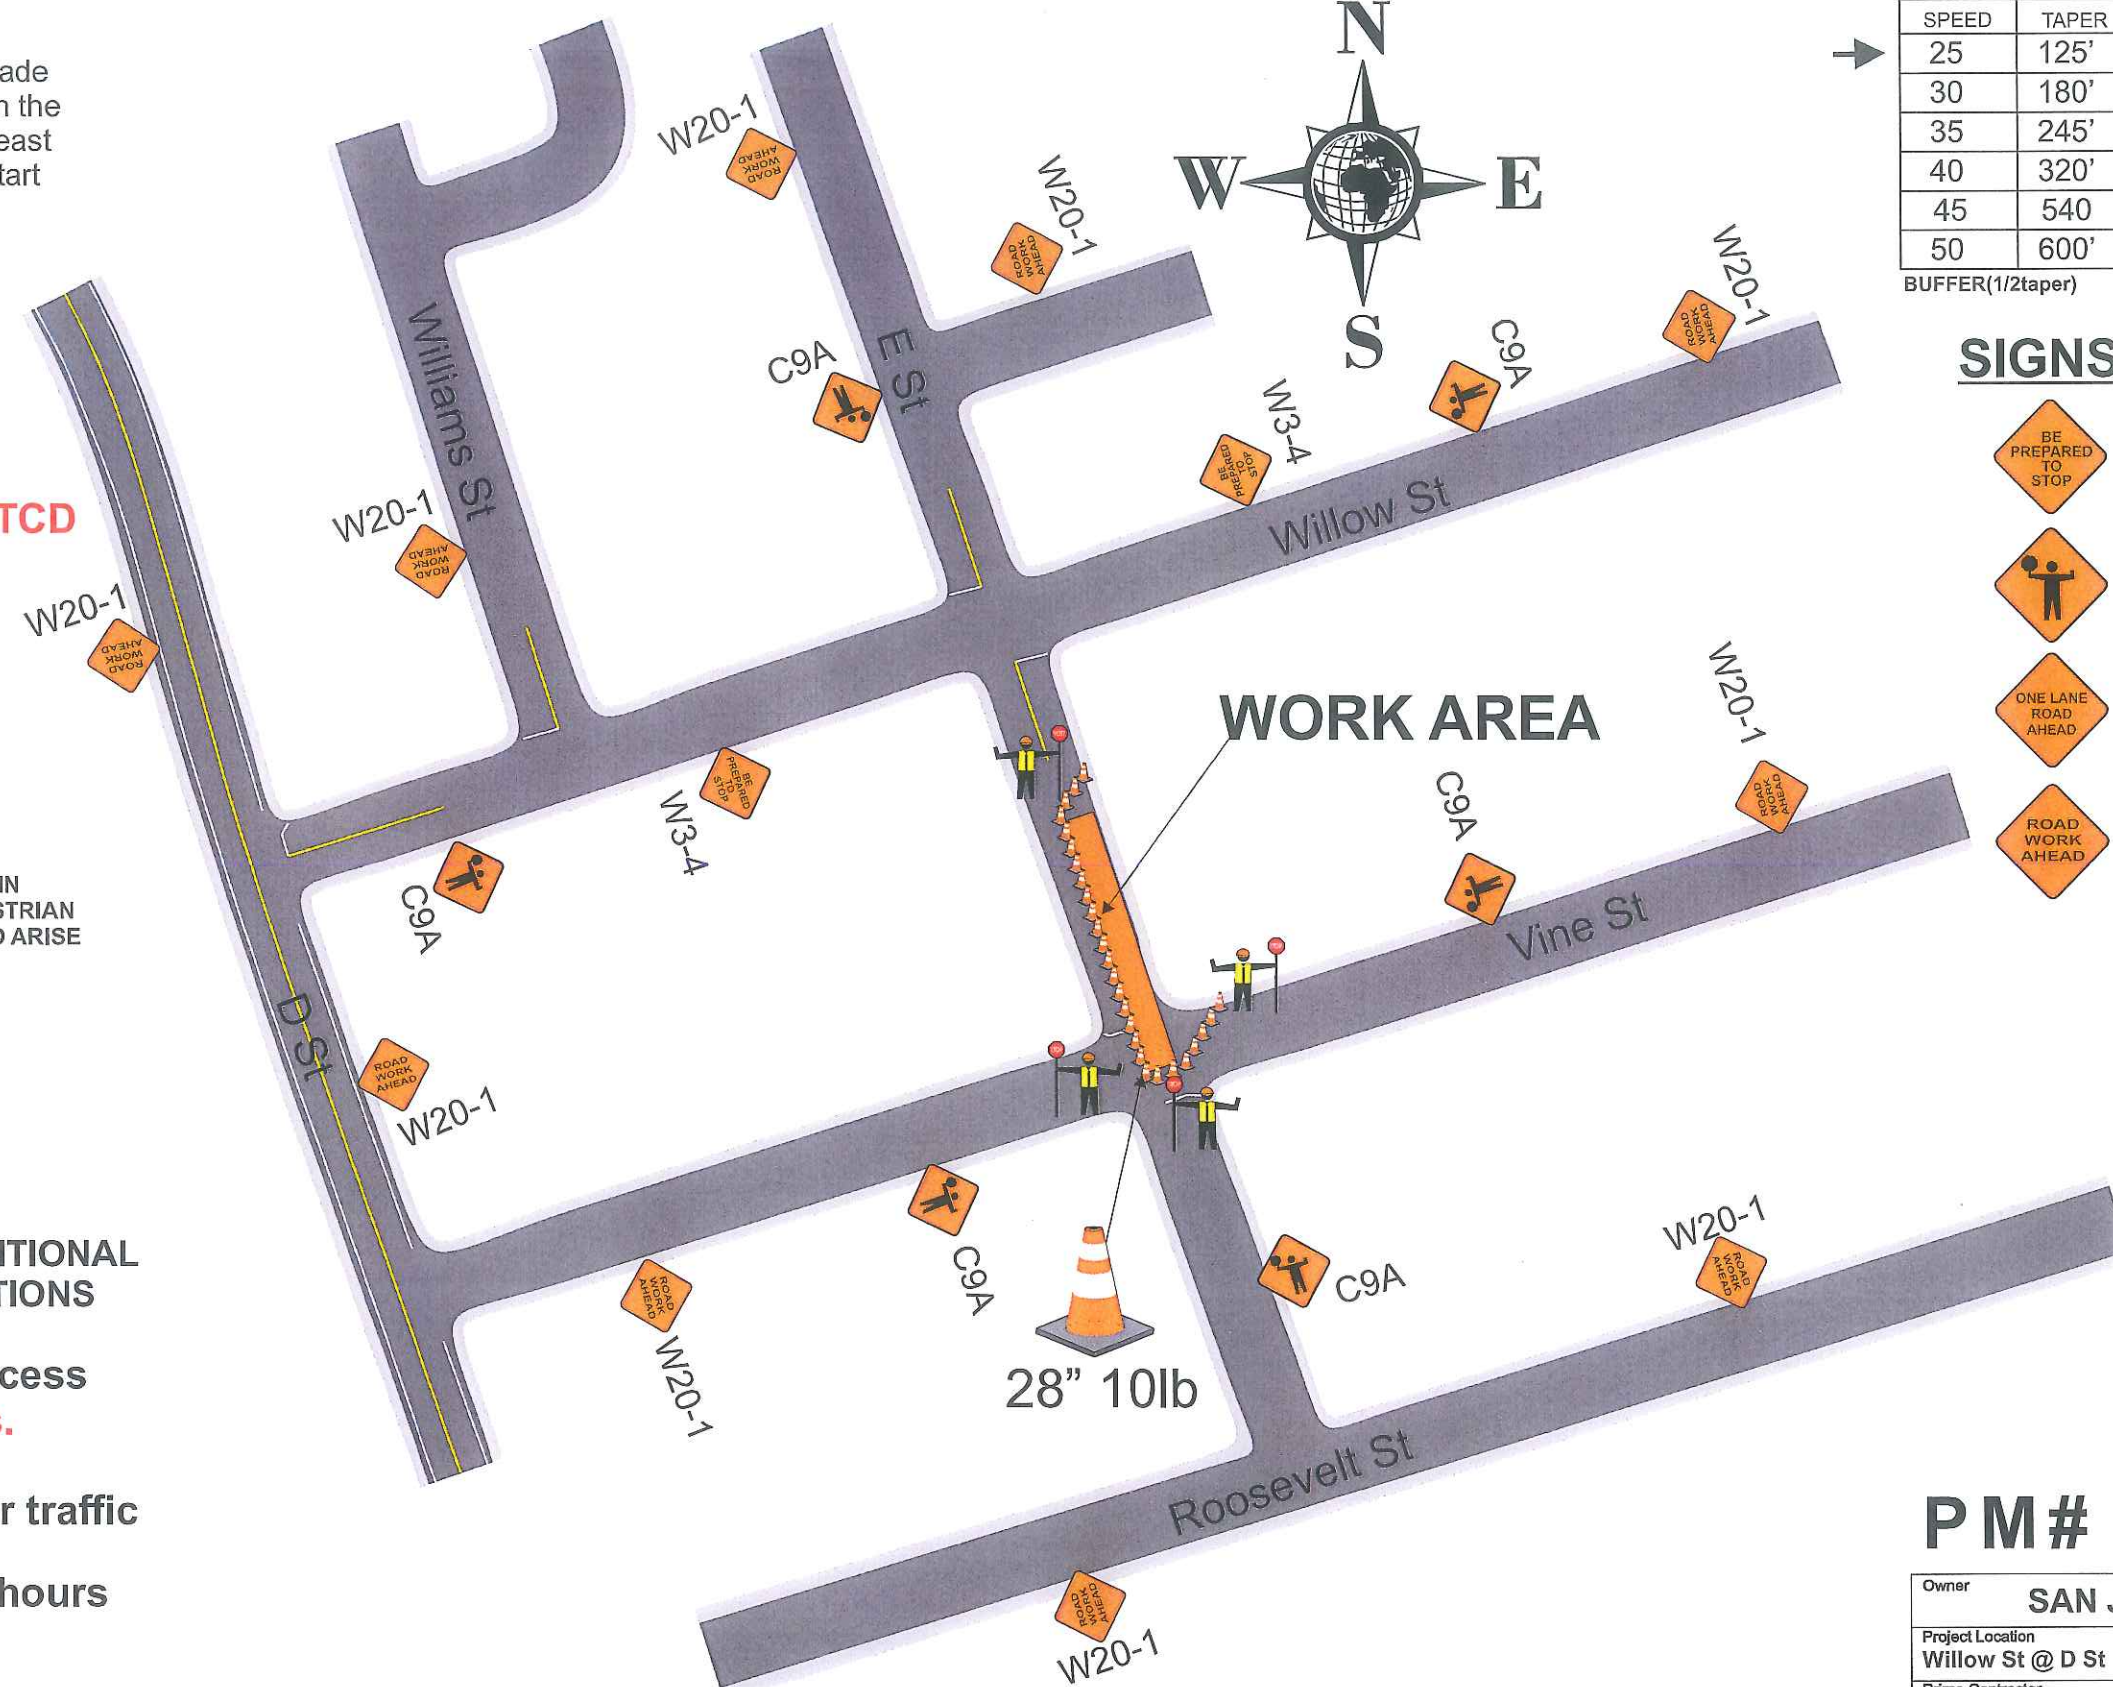 ade
n the
east
tart
TCD
IN
STRIAN
D ARISE
ITIONAL
TIONS
cess
s.
r traffic
hours
N
W
E
S
SPEED TAPER
25 125'
30 180'
35 245'
40 320'
45 540
50 600'
BUFFER(1/2taper)
SIGNS
BE
PREPARED
TO
STOP
ONE LANE
ROAD
AHEAD
ROAD
WORK
AHEAD
W20-1
ROAD
WORK
AHEAD
W20-1
ROAD
WORK
AHEAD
W20-1
ROAD
WORK
AHEAD
C9A
C9A
W3-4
BE
PREPARED
TO
STOP
Williams St
E St
Willow St
W20-1
ROAD
WORK
AHEAD
W20-1
ROAD
WORK
AHEAD
WORK AREA
W20-1
ROAD
WORK
AHEAD
C9A
W3-4
BE
PREPARED
TO
STOP
C9A
Vine St
D St
ROAD
WORK
AHEAD
W20-1
STOP
STOP
STOP
STOP
C9A
C9A
W20-1
ROAD
WORK
AHEAD
ROAD
WORK
AHEAD
W20-1
28” 10lb
Roosevelt St
ROAD
WORK
AHEAD
W20-1
PM#
Owner
SAN
Project Location
Willow St @ D St